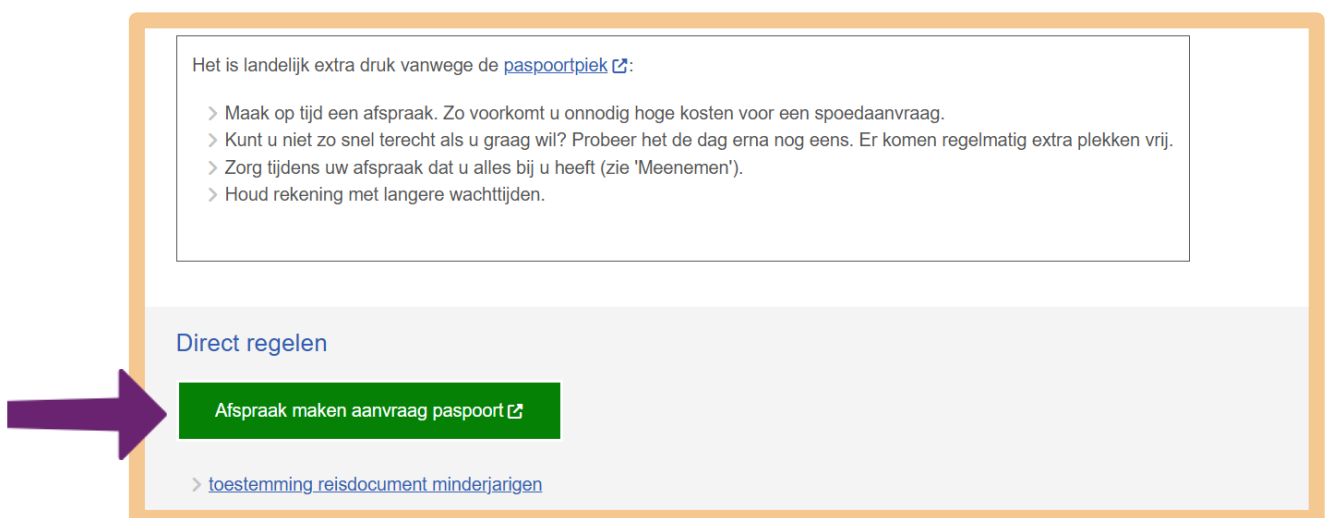 Het is landelijk extra druk vanwege de paspoortpiek:
Maak op tijd een afspraak. Zo voorkomt u onnodig hoge kosten voor een spoedaanvraag.
Kunt u niet zo snel terecht als u graag wil? Probeer het de dag erna nog eens. Er komen regelmatig extra plekken vrij.
Zorg tijdens uw afspraak dat u alles bij u heeft (zie 'Meenemen').
Houd rekening met langere wachttijden.
Direct regelen
Afspraak maken aanvraag paspoort
toestemming reisdocument minderjarigen